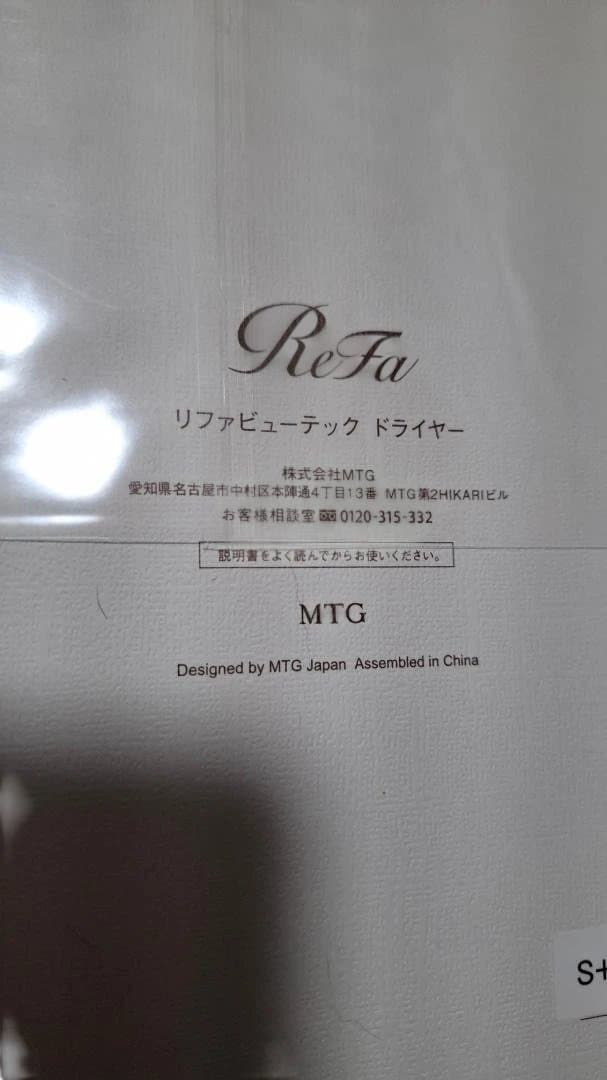 ReFa
リファビューテック ドライヤー
株式会社MTG
愛知県名古屋市中村区本陣通4丁目13番 MTG第2HIKARIビル
お客様相談室 0120-315-332
説明書をよく読んでからお使いください。
MTG
Designed by MTG Japan Assembled in China
S+